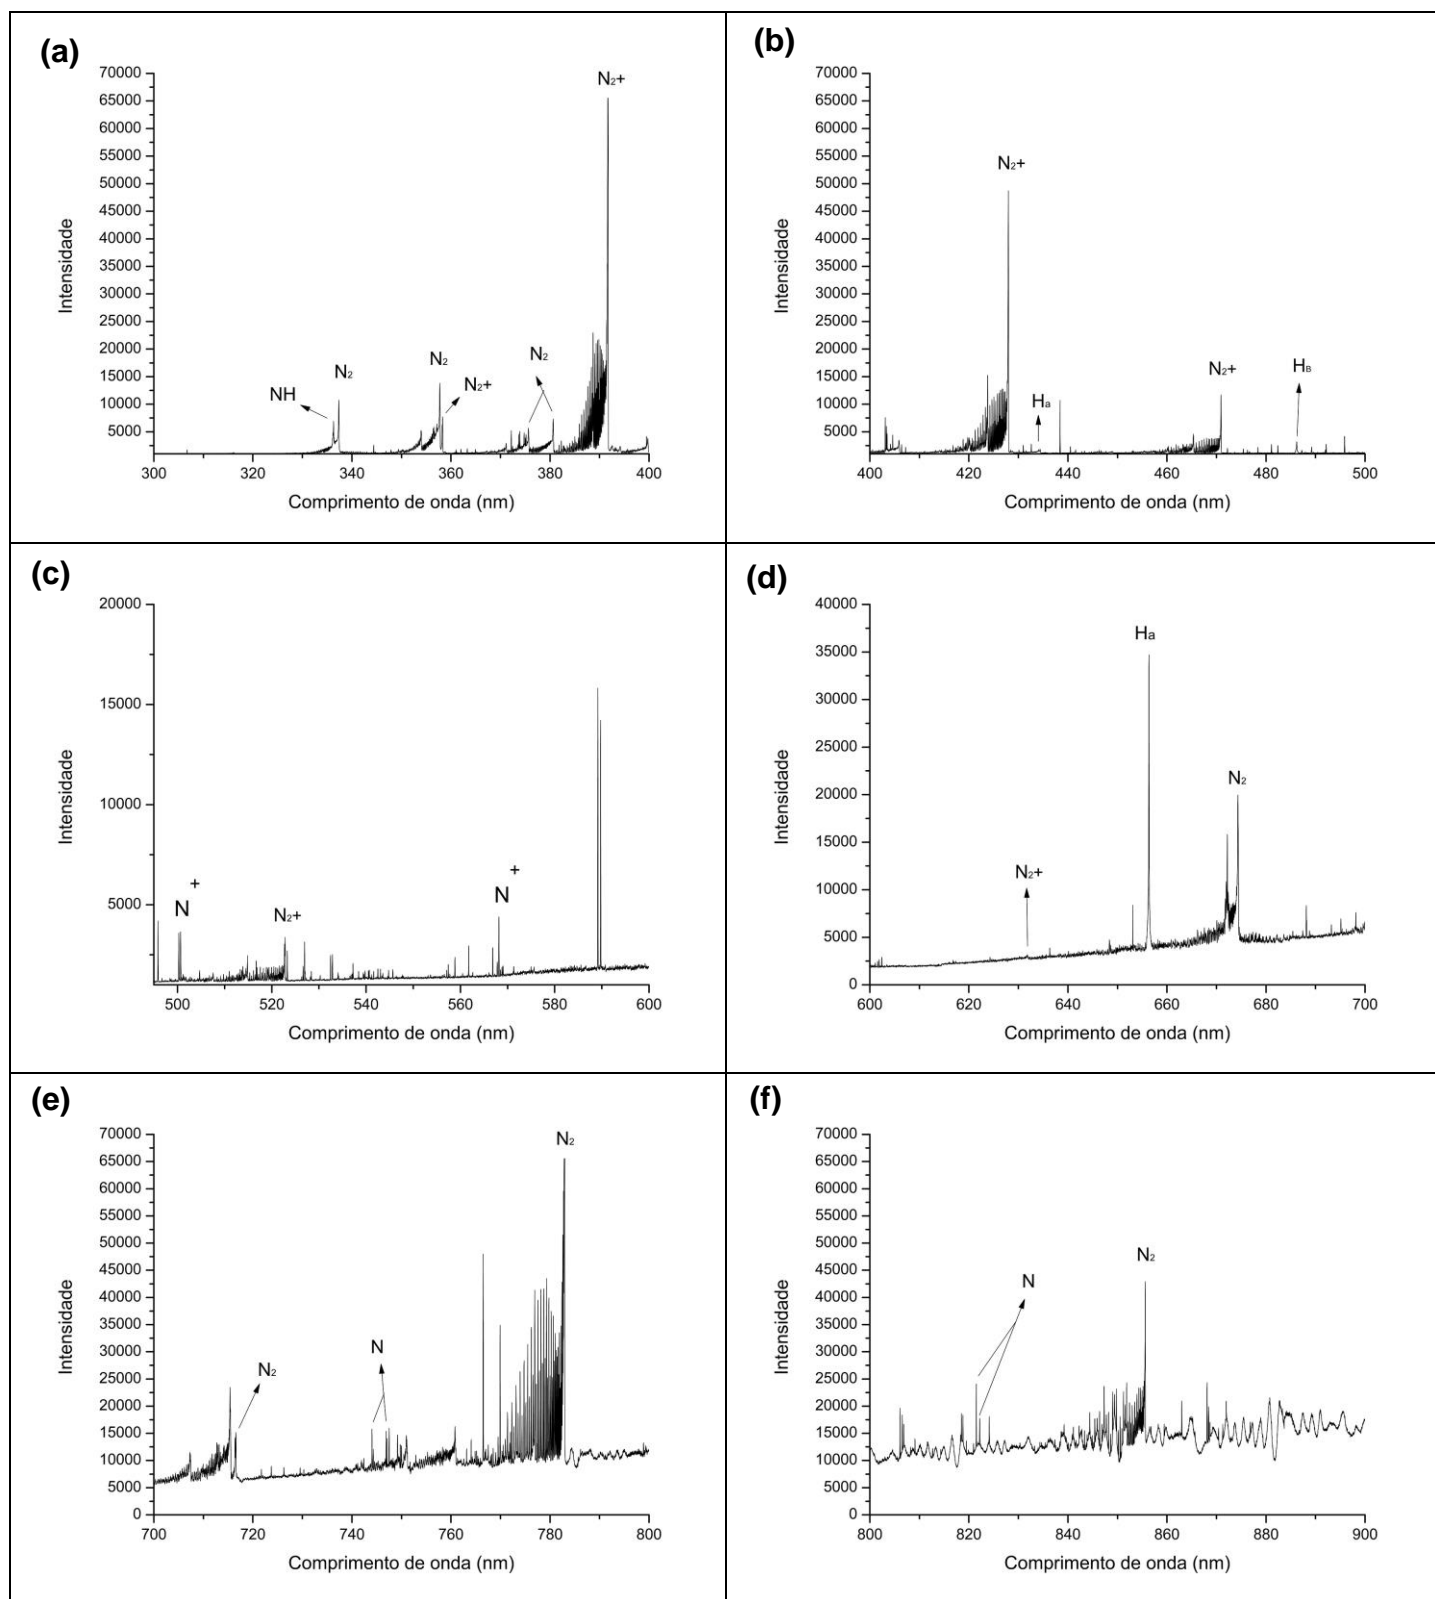 (a)
70000
65000
60000
55000
50000
45000
40000
35000
30000
25000
20000
15000
10000
5000
Intensidade
NH
N₂
N₂
N₂+
N₂
N₂+
300 320 340 360 380 400
Comprimento de onda (nm)
(b)
70000
65000
60000
55000
50000
45000
40000
35000
30000
25000
20000
15000
10000
5000
Intensidade
N₂+
Ha
N₂+
HB
400 420 440 460 480 500
Comprimento de onda (nm)
(c)
20000
15000
10000
5000
Intensidade
N+
N₂+
N+
500 520 540 560 580 600
Comprimento de onda (nm)
(d)
40000
35000
30000
25000
20000
15000
10000
5000
0
Intensidade
N₂+
Ha
N₂
600 620 640 660 680 700
Comprimento de onda (nm)
(e)
70000
65000
60000
55000
50000
45000
40000
35000
30000
25000
20000
15000
10000
5000
0
Intensidade
N₂
N
N₂
700 720 740 760 780 800
Comprimento de onda (nm)
(f)
70000
65000
60000
55000
50000
45000
40000
35000
30000
25000
20000
15000
10000
5000
0
Intensidade
N
N₂
800 820 840 860 880 900
Comprimento de onda (nm)